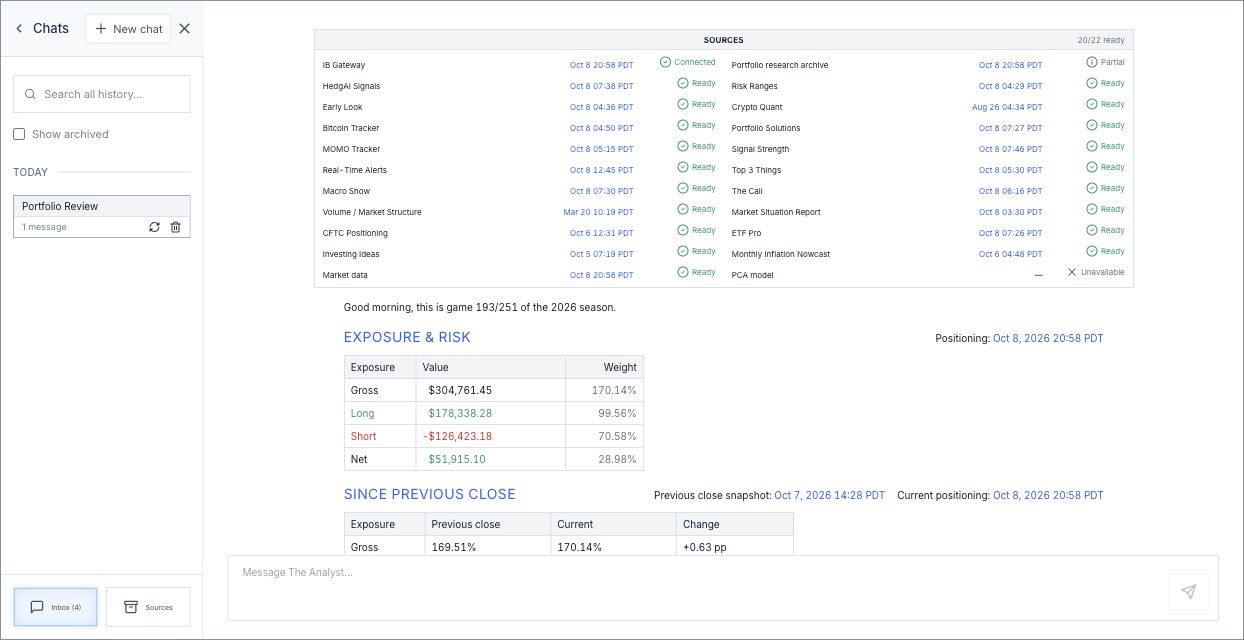 Chats
New chat
Search all history...
Show archived
TODAY
Portfolio Review
1 message
Inbox (4)
Sources
SOURCES 20/22 ready
IB Gateway Oct 8 20:58 PDT Connected Portfolio research archive Oct 8 20:58 PDT Partial
HedgAI Signals Oct 8 07:38 PDT Ready Risk Ranges Oct 8 04:29 PDT Ready
Early Look Oct 8 04:36 PDT Ready Crypto Quant Aug 26 04:34 PDT Ready
Bitcoin Tracker Oct 8 04:50 PDT Ready Portfolio Solutions Oct 8 07:27 PDT Ready
MOMO Tracker Oct 8 05:15 PDT Ready Signal Strength Oct 8 07:46 PDT Ready
Real-Time Alerts Oct 8 12:45 PDT Ready Top 3 Things Oct 8 05:30 PDT Ready
Macro Show Oct 8 07:30 PDT Ready The Call Oct 8 06:16 PDT Ready
Volume / Market Structure Mar 20 10:19 PDT Ready Market Situation Report Oct 8 03:30 PDT Ready
CFTC Positioning Oct 6 12:31 PDT Ready ETF Pro Oct 8 07:26 PDT Ready
Investing Ideas Oct 5 07:19 PDT Ready Monthly Inflation Nowcast Oct 6 04:48 PDT Ready
Market data Oct 8 20:58 PDT Ready PCA model — Unavailable
Good morning, this is game 193/251 of the 2026 season.
EXPOSURE & RISK Positioning: Oct 8, 2026 20:58 PDT
Exposure Value Weight
Gross $304,761.45 170.14%
Long $178,338.28 99.56%
Short -$126,423.18 70.58%
Net $51,915.10 28.98%
SINCE PREVIOUS CLOSE Previous close snapshot: Oct 7, 2026 14:28 PDT Current positioning: Oct 8, 2026 20:58 PDT
Exposure Previous close Current Change
Gross 169.51% 170.14% +0.63 pp
Message The Analyst...